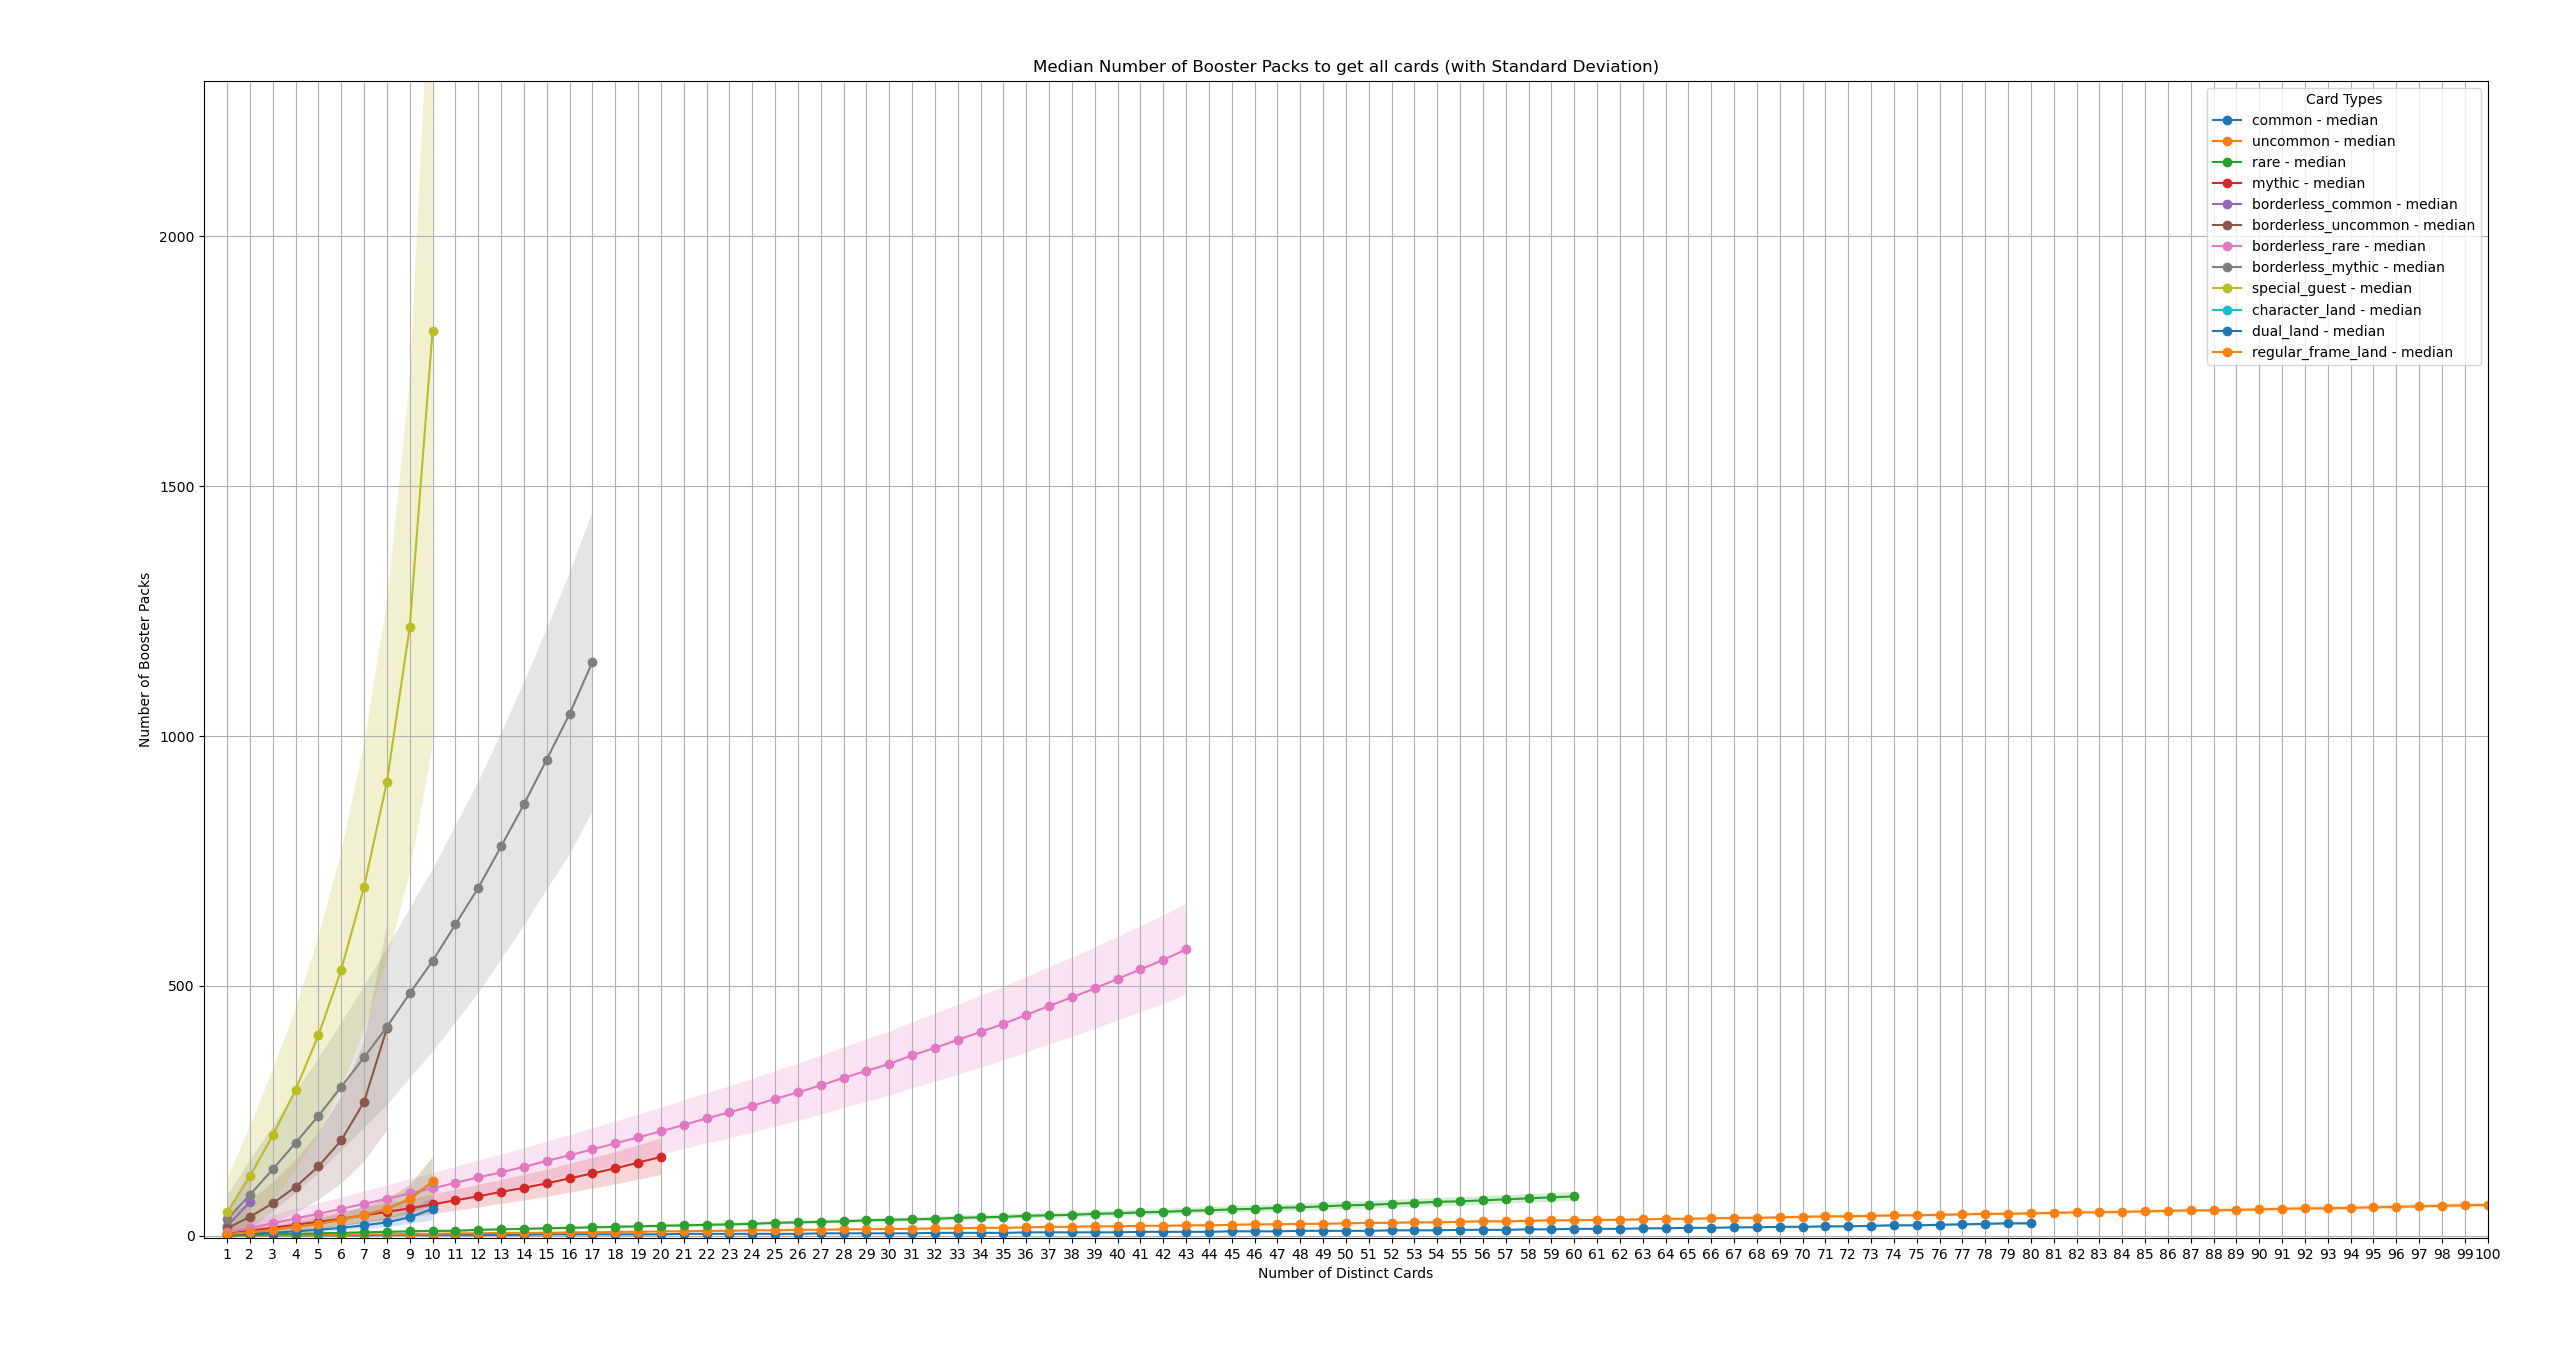 Median Number of Booster Packs to get all cards (with Standard Deviation)
Card Types
common - median
uncommon - median
rare - median
mythic - median
borderless_common - median
borderless_uncommon - median
borderless_rare - median
borderless_mythic - median
special_guest - median
character_land - median
dual_land - median
regular_frame_land - median
2000
1500
1000
500
0
Number of Booster Packs
1 2 3 4 5 6 7 8 9 10 11 12 13 14 15 16 17 18 19 20 21 22 23 24 25 26 27 28 29 30 31 32 33 34 35 36 37 38 39 40 41 42 43 44 45 46 47 48 49 50 51 52 53 54 55 56 57 58 59 60 61 62 63 64 65 66 67 68 69 70 71 72 73 74 75 76 77 78 79 80 81 82 83 84 85 86 87 88 89 90 91 92 93 94 95 96 97 98 99 100
Number of Distinct Cards